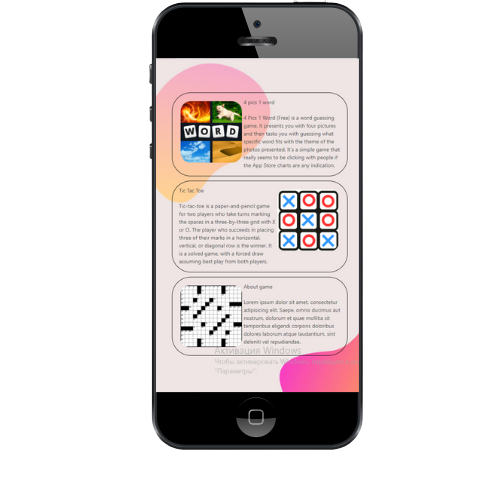 4 pics 1 word
4 Pics 1 Word (Free) is a word guessing
game. It presents you with four pictures
and then tasks you with guessing what
specific word fits with the theme of the
photos presented. It's a simple game that
really seems to be clicking with people if
the App Store charts are any indication.
WORD
Tic Tac Toe
Tic-tac-toe is a paper-and-pencil game
for two players who take turns marking
the spaces in a three-by-three grid with X
or O. The player who succeeds in placing
three of their marks in a horizontal,
vertical, or diagonal row is the winner. It
is a solved game, with a forced draw
assuming best play from both players.
X O O
O X O
X O X
About game
Lorem ipsum dolor sit amet, consectetur
adipisicing elit. Saepe, omnis ducimus aut
nostrum, dolorum et quae mollitia sit
temporibus eligendi corporis doloribus
dolores laborum atque laudantium, sint
deleniti vel repudiandae.
Активация Windows
Чтобы активировать
"Параметры".